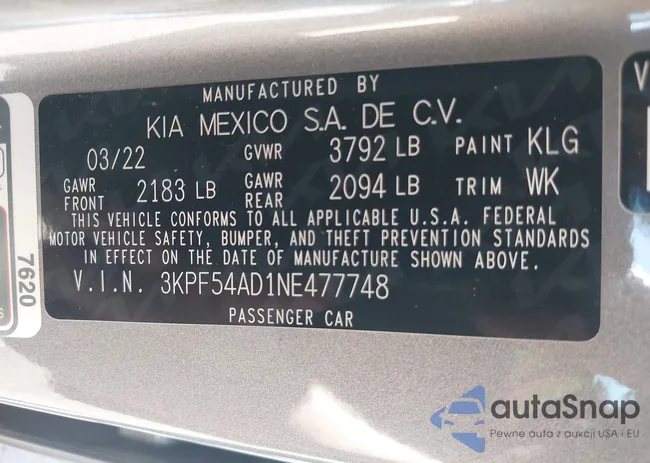 MANUFACTURED BY
KIA MEXICO S.A. DE C.V.
03/22 GVWR 3792 LB PAINT KLG
GAWR FRONT 2183 LB GAWR REAR 2094 LB TRIM WK
THIS VEHICLE CONFORMS TO ALL APPLICABLE U.S.A. FEDERAL
MOTOR VEHICLE SAFETY, BUMPER, AND THEFT PREVENTION STANDARDS
IN EFFECT ON THE DATE OF MANUFACTURE SHOWN ABOVE.
V.I.N. 3KPF54AD1NE477748
PASSENGER CAR
7620
V
autaSnap
Pewne auta z aukcji USA i EU